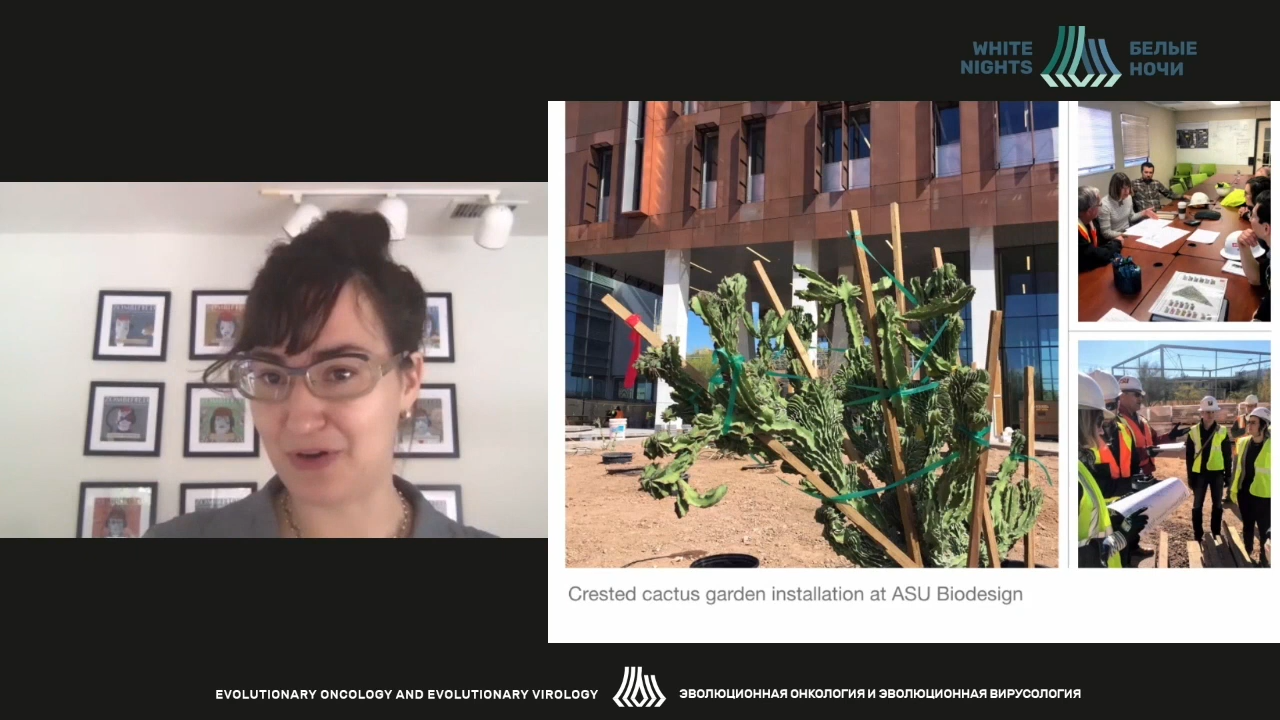 WHITE
NIGHTS
БЕЛЫЕ
НОЧИ
Crested cactus garden installation at ASU Biodesign
EVOLUTIONARY ONCOLOGY AND EVOLUTIONARY VIROLOGY
ЭВОЛЮЦИОННАЯ ОНКОЛОГИЯ И ЭВОЛЮЦИОННАЯ ВИРУСОЛОГИЯ